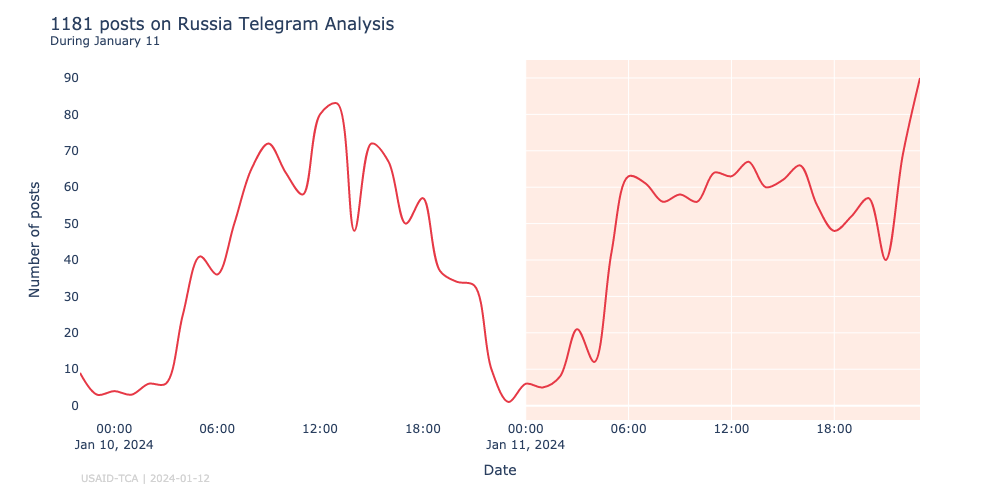 1181 posts on Russia Telegram Analysis
During January 11
90
80
70
60
50
40
30
20
10
0
Number of posts
00:00 06:00 12:00 18:00 00:00 06:00 12:00 18:00
Jan 10, 2024 Jan 11, 2024
Date
USAID-TCA | 2024-01-12